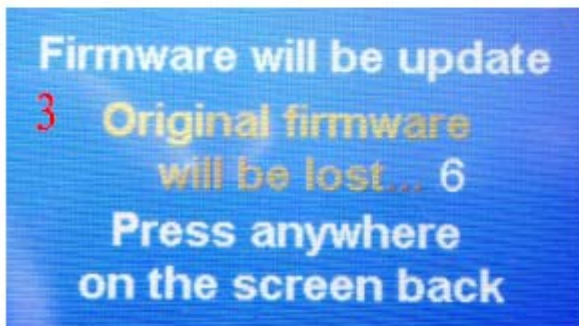 Firmware will be update
3 Original firmware
will be lost... 6
Press anywhere
on the screen back